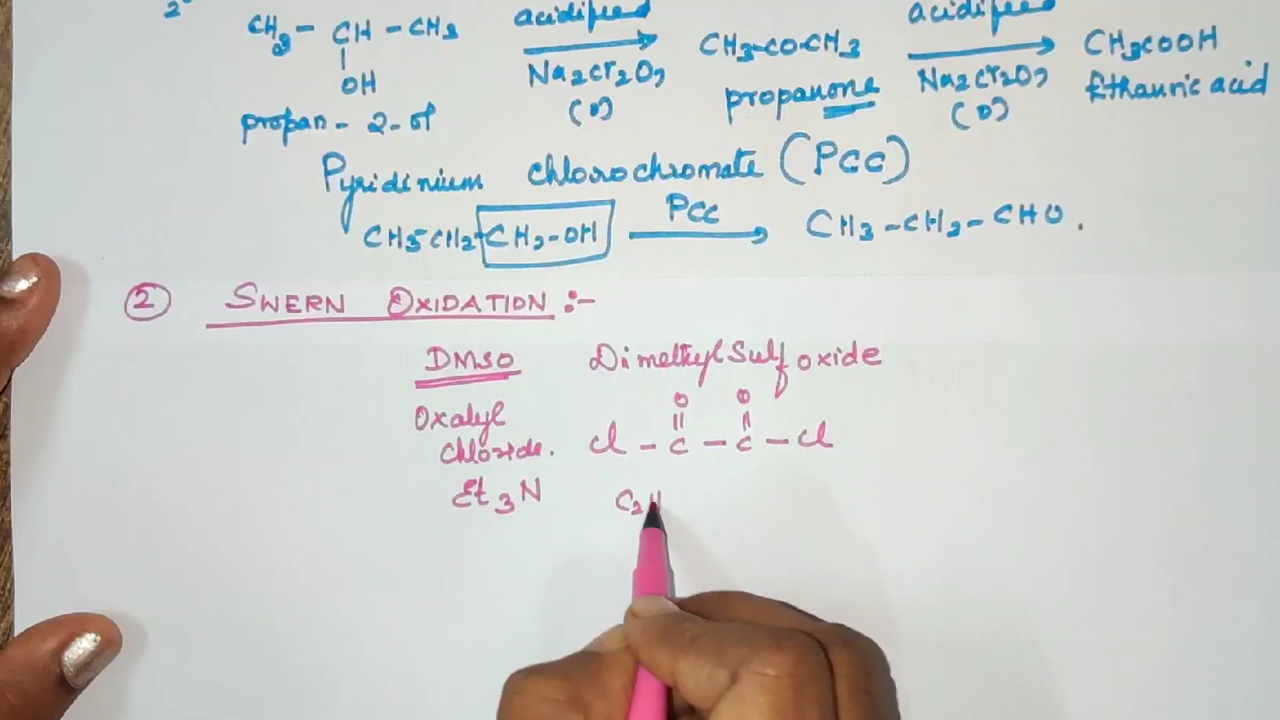 2° acidified acidified
CH3 - CH - CH3 CH3-CO-CH3 CH3COOH
| Na2Cr2O7 Na2Cr2O7
OH (O) propanone (O) Ethanoic acid
propan - 2-ol
Pyridinium chlorochromate (PCC)
CH3-CH2-CH2-OH PCC CH3-CH2-CHO.
② SWERN OXIDATION :-
DMSO Dimethyl Sulfoxide
O O
Oxalyl || ||
chloride. Cl - C - C - Cl
Et3N C2H